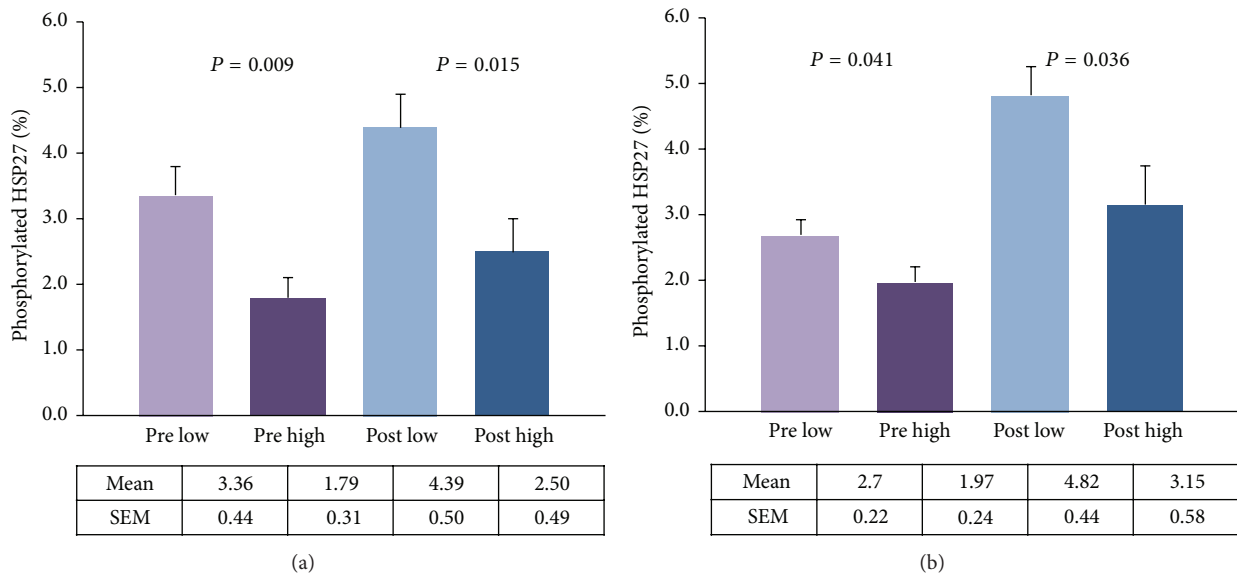 6.0
5.0
4.0
3.0
2.0
1.0
0.0
Phosphorylated HSP27 (%)
P = 0.009
P = 0.015
Pre low
Pre high
Post low
Post high
Mean 3.36 1.79 4.39 2.50
SEM 0.44 0.31 0.50 0.49
(a)
6.0
5.0
4.0
3.0
2.0
1.0
0.0
Phosphorylated HSP27 (%)
P = 0.041
P = 0.036
Pre low
Pre high
Post low
Post high
Mean 2.7 1.97 4.82 3.15
SEM 0.22 0.24 0.44 0.58
(b)